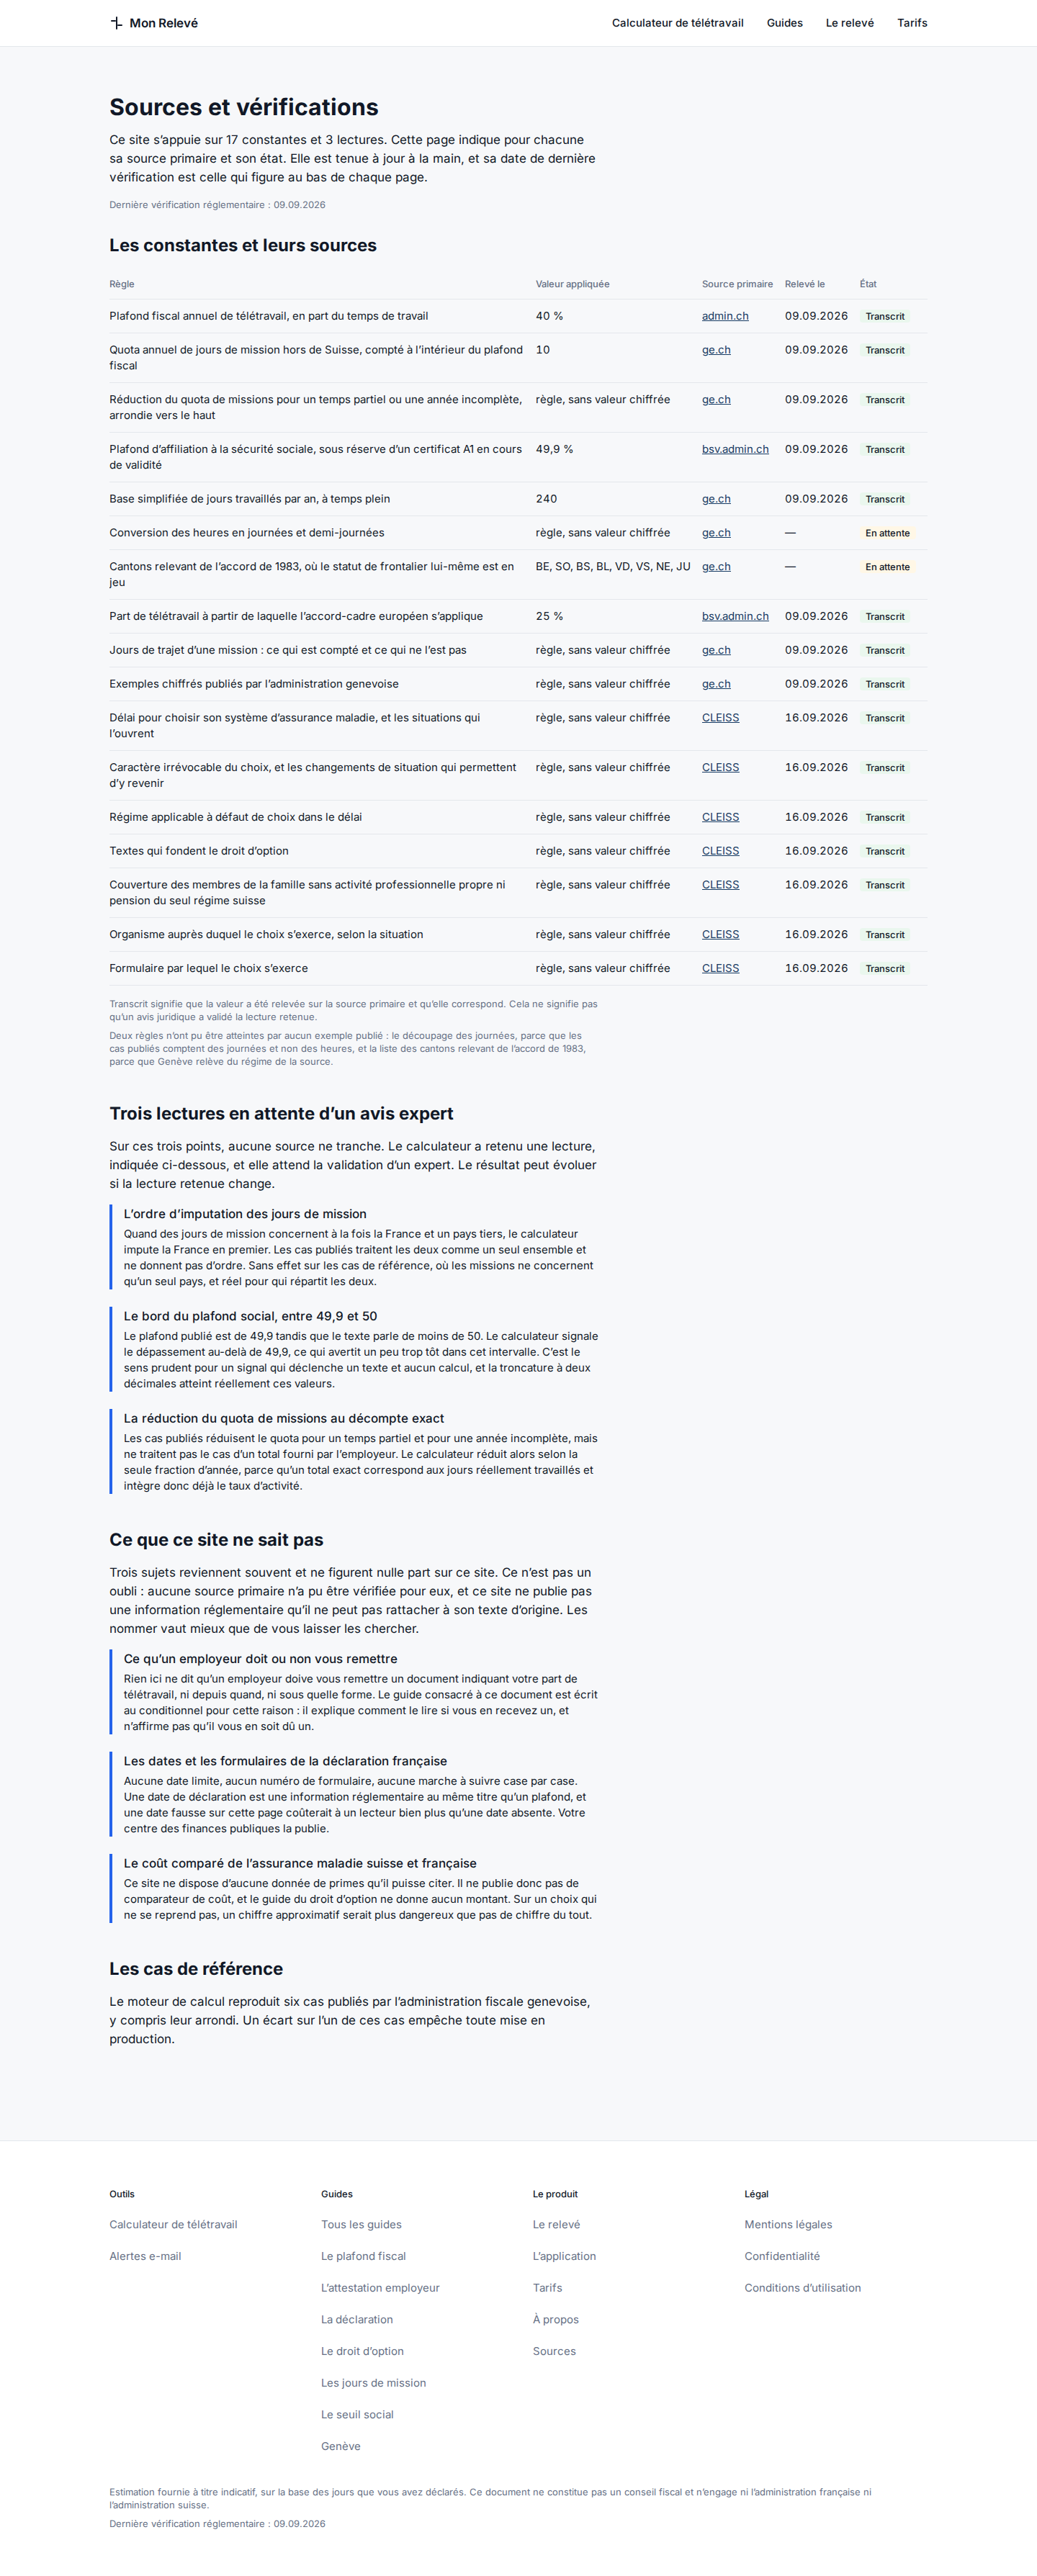 Mon Relevé
Calculateur de télétravail Guides Le relevé Tarifs
Sources et vérifications
Ce site s’appuie sur 17 constantes et 3 lectures. Cette page indique pour chacune
sa source primaire et son état. Elle est tenue à jour à la main, et sa date de dernière
vérification est celle qui figure au bas de chaque page.
Dernière vérification réglementaire : 09.09.2026
Les constantes et leurs sources
Règle Valeur appliquée Source primaire Relevé le État
Plafond fiscal annuel de télétravail, en part du temps de travail 40 % admin.ch 09.09.2026 Transcrit
Quota annuel de jours de mission hors de Suisse, compté à l’intérieur du plafond 10 ge.ch 09.09.2026 Transcrit
fiscal
Réduction du quota de missions pour un temps partiel ou une année incomplète, règle, sans valeur chiffrée ge.ch 09.09.2026 Transcrit
arrondie vers le haut
Plafond d’affiliation à la sécurité sociale, sous réserve d’un certificat A1 en cours 49,9 % bsv.admin.ch 09.09.2026 Transcrit
de validité
Base simplifiée de jours travaillés par an, à temps plein 240 ge.ch 09.09.2026 Transcrit
Conversion des heures en journées et demi-journées règle, sans valeur chiffrée ge.ch — En attente
Cantons relevant de l’accord de 1983, où le statut de frontalier lui-même est en BE, SO, BS, BL, VD, VS, NE, JU ge.ch — En attente
jeu
Part de télétravail à partir de laquelle l’accord-cadre européen s’applique 25 % bsv.admin.ch 09.09.2026 Transcrit
Jours de trajet d’une mission : ce qui est compté et ce qui ne l’est pas règle, sans valeur chiffrée ge.ch 09.09.2026 Transcrit
Exemples chiffrés publiés par l’administration genevoise règle, sans valeur chiffrée ge.ch 09.09.2026 Transcrit
Délai pour choisir son système d’assurance maladie, et les situations qui règle, sans valeur chiffrée CLEISS 16.09.2026 Transcrit
l’ouvrent
Caractère irrévocable du choix, et les changements de situation qui permettent règle, sans valeur chiffrée CLEISS 16.09.2026 Transcrit
d’y revenir
Régime applicable à défaut de choix dans le délai règle, sans valeur chiffrée CLEISS 16.09.2026 Transcrit
Textes qui fondent le droit d’option règle, sans valeur chiffrée CLEISS 16.09.2026 Transcrit
Couverture des membres de la famille sans activité professionnelle propre ni règle, sans valeur chiffrée CLEISS 16.09.2026 Transcrit
pension du seul régime suisse
Organisme auprès duquel le choix s’exerce, selon la situation règle, sans valeur chiffrée CLEISS 16.09.2026 Transcrit
Formulaire par lequel le choix s’exerce règle, sans valeur chiffrée CLEISS 16.09.2026 Transcrit
Transcrit signifie que la valeur a été relevée sur la source primaire et qu’elle correspond. Cela ne signifie pas
qu’un avis juridique a validé la lecture retenue.
Deux règles n’ont pu être atteintes par aucun exemple publié : le découpage des journées, parce que les
cas publiés comptent des journées et non des heures, et la liste des cantons relevant de l’accord de 1983,
parce que Genève relève du régime de la source.
Trois lectures en attente d’un avis expert
Sur ces trois points, aucune source ne tranche. Le calculateur a retenu une lecture,
indiquée ci-dessous, et elle attend la validation d’un expert. Le résultat peut évoluer
si la lecture retenue change.
L’ordre d’imputation des jours de mission
Quand des jours de mission concernent à la fois la France et un pays tiers, le calculateur
impute la France en premier. Les cas publiés traitent les deux comme un seul ensemble et
ne donnent pas d’ordre. Sans effet sur les cas de référence, où les missions ne concernent
qu’un seul pays, et réel pour qui répartit les deux.
Le bord du plafond social, entre 49,9 et 50
Le plafond publié est de 49,9 tandis que le texte parle de moins de 50. Le calculateur signale
le dépassement au-delà de 49,9, ce qui avertit un peu trop tôt dans cet intervalle. C’est le
sens prudent pour un signal qui déclenche un texte et aucun calcul, et la troncature à deux
décimales atteint réellement ces valeurs.
La réduction du quota de missions au décompte exact
Les cas publiés réduisent le quota pour un temps partiel et pour une année incomplète, mais
ne traitent pas le cas d’un total fourni par l’employeur. Le calculateur réduit alors selon la
seule fraction d’année, parce qu’un total exact correspond aux jours réellement travaillés et
intègre donc déjà le taux d’activité.
Ce que ce site ne sait pas
Trois sujets reviennent souvent et ne figurent nulle part sur ce site. Ce n’est pas un
oubli : aucune source primaire n’a pu être vérifiée pour eux, et ce site ne publie pas
une information réglementaire qu’il ne peut pas rattacher à son texte d’origine. Les
nommer vaut mieux que de vous laisser les chercher.
Ce qu’un employeur doit ou non vous remettre
Rien ici ne dit qu’un employeur doive vous remettre un document indiquant votre part de
télétravail, ni depuis quand, ni sous quelle forme. Le guide consacré à ce document est écrit
au conditionnel pour cette raison : il explique comment le lire si vous en recevez un, et
n’affirme pas qu’il vous en soit dû un.
Les dates et les formulaires de la déclaration française
Aucune date limite, aucun numéro de formulaire, aucune marche à suivre case par case.
Une date de déclaration est une information réglementaire au même titre qu’un plafond, et
une date fausse sur cette page coûterait à un lecteur bien plus qu’une date absente. Votre
centre des finances publiques la publie.
Le coût comparé de l’assurance maladie suisse et française
Ce site ne dispose d’aucune donnée de primes qu’il puisse citer. Il ne publie donc pas de
comparateur de coût, et le guide du droit d’option ne donne aucun montant. Sur un choix qui
ne se reprend pas, un chiffre approximatif serait plus dangereux que pas de chiffre du tout.
Les cas de référence
Le moteur de calcul reproduit six cas publiés par l’administration fiscale genevoise,
y compris leur arrondi. Un écart sur l’un de ces cas empêche toute mise en
production.
Outils Guides Le produit Légal
Calculateur de télétravail Tous les guides Le relevé Mentions légales
Alertes e-mail Le plafond fiscal L’application Confidentialité
L’attestation employeur Tarifs Conditions d’utilisation
La déclaration À propos
Le droit d’option Sources
Les jours de mission
Le seuil social
Genève
Estimation fournie à titre indicatif, sur la base des jours que vous avez déclarés. Ce document ne constitue pas un conseil fiscal et n’engage ni l’administration française ni
l’administration suisse.
Dernière vérification réglementaire : 09.09.2026